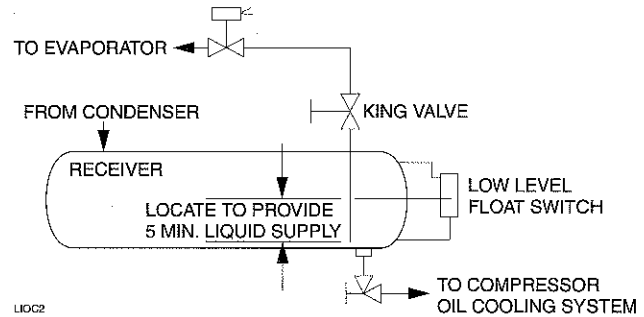 TO EVAPORATOR
FROM CONDENSER
KING VALVE
RECEIVER
LOCATE TO PROVIDE
5 MIN. LIQUID SUPPLY
LOW LEVEL
FLOAT SWITCH
TO COMPRESSOR
OIL COOLING SYSTEM
LIOC2